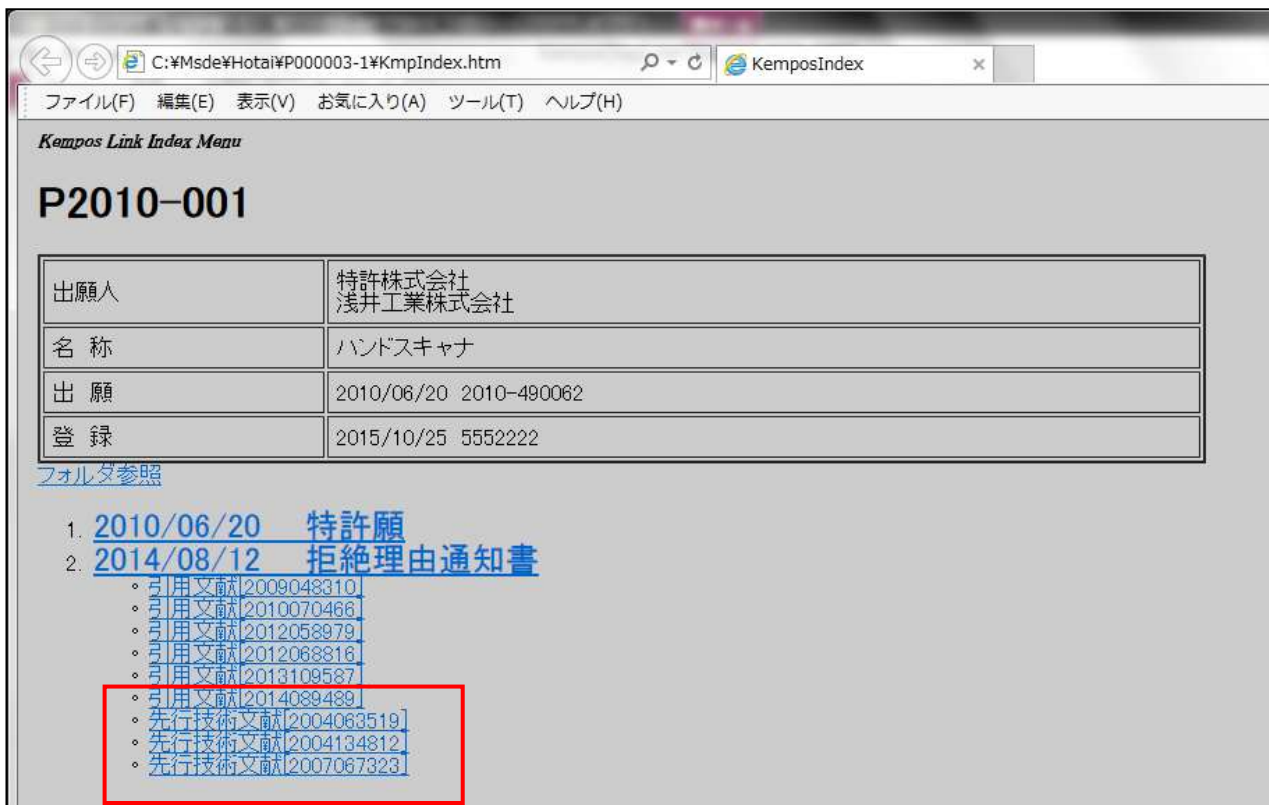 C:¥Msde¥Hotai¥P000003-1¥KmpIndex.htm
KemposIndex
ファイル(F) 編集(E) 表示(V) お気に入り(A) ツール(T) ヘルプ(H)
Kempos Link Index Menu
P2010-001
出願人
特許株式会社
浅井工業株式会社
名 称 ハンドスキャナ
出 願 2010/06/20 2010-490062
登 録 2015/10/25 5552222
フォルダ参照
1. 2010/06/20 特許願
2. 2014/08/12 拒絶理由通知書
引用文献[2009048310]
引用文献[2010070466]
引用文献[2012058979]
引用文献[2012068816]
引用文献[2013109587]
引用文献[2014089489]
先行技術文献[2004063519]
先行技術文献[2004134812]
先行技術文献[2007067323]